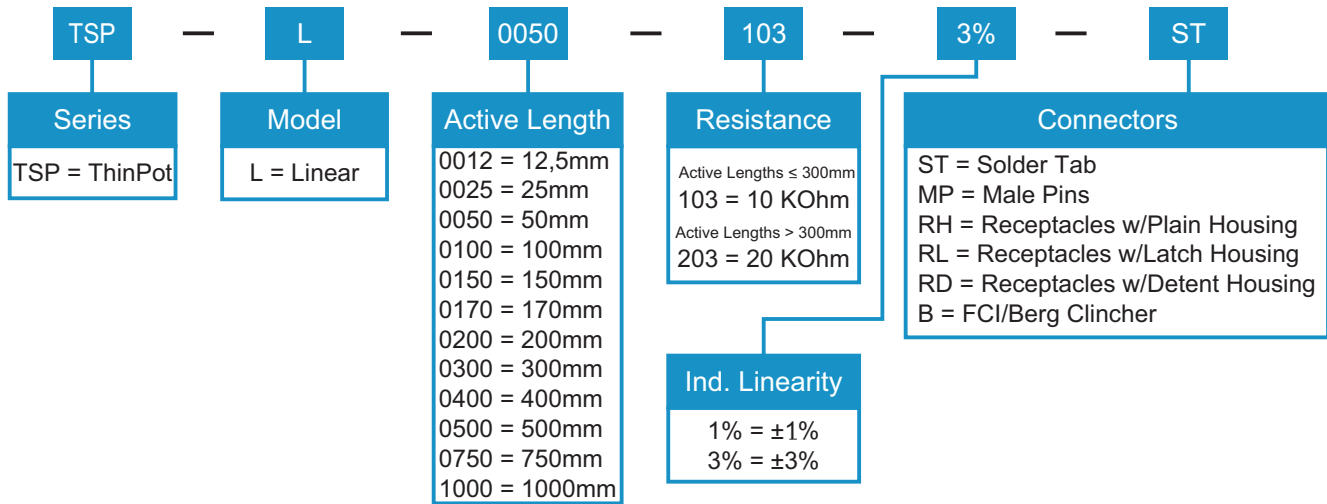 TSP — L — 0050 — 103 — 3% — ST
Series
TSP = ThinPot
Model
L = Linear
Active Length
0012 = 12,5mm
0025 = 25mm
0050 = 50mm
0100 = 100mm
0150 = 150mm
0170 = 170mm
0200 = 200mm
0300 = 300mm
0400 = 400mm
0500 = 500mm
0750 = 750mm
1000 = 1000mm
Resistance
Active Lengths ≤ 300mm
103 = 10 KOhm
Active Lengths > 300mm
203 = 20 KOhm
Ind. Linearity
1% = ±1%
3% = ±3%
Connectors
ST = Solder Tab
MP = Male Pins
RH = Receptacles w/Plain Housing
RL = Receptacles w/Latch Housing
RD = Receptacles w/Detent Housing
B = FCI/Berg Clincher